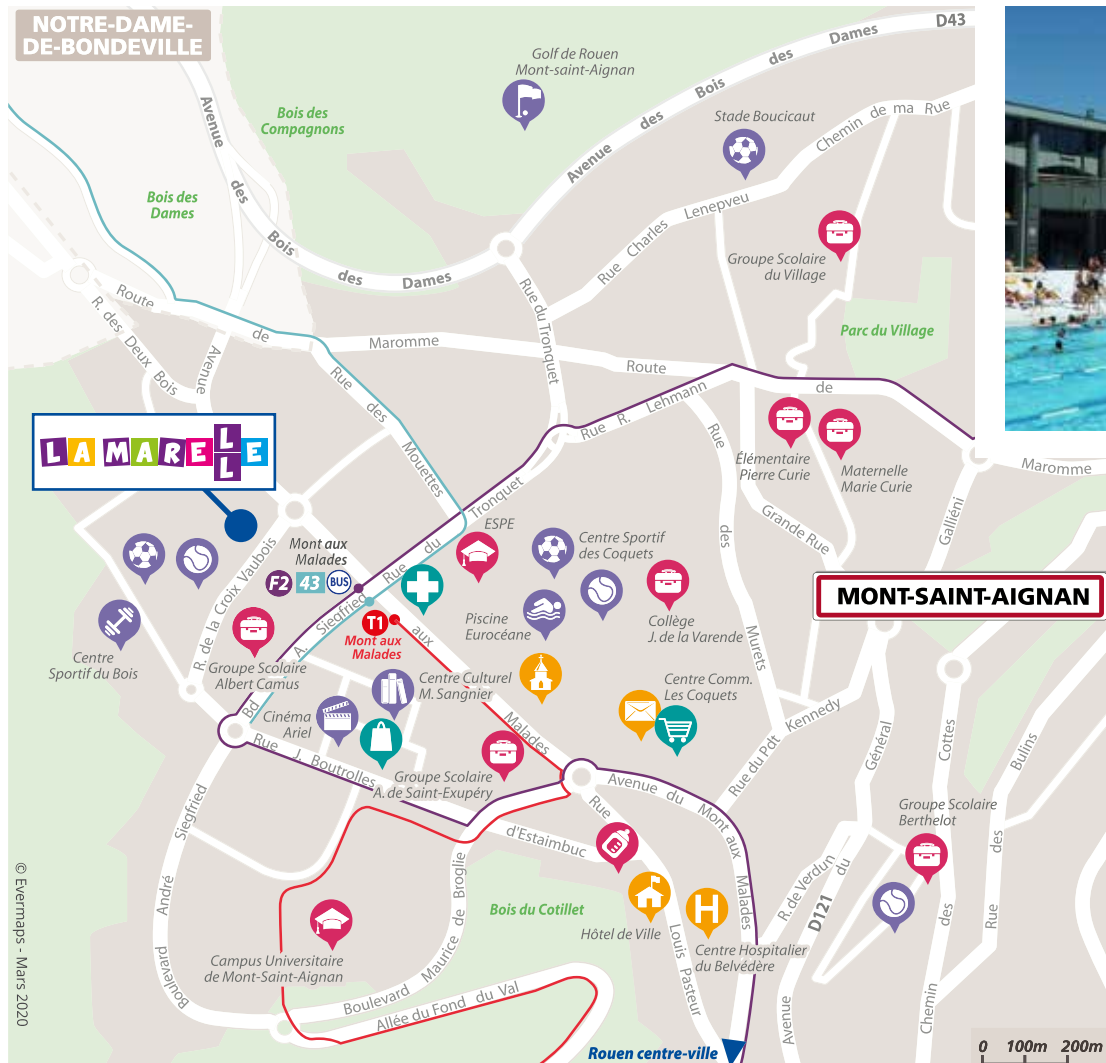 NOTRE-DAME-
DE-BONDEVILLE
D43
Avenue des Bois des Dames
Golf de Rouen
Mont-saint-Aignan
Bois des
Compagnons
Stade Boucicaut
Chemin de ma Rue
Avenue des Bois des Dames
Bois des
Dames
Rue Charles Lenepveu
Groupe Scolaire
du Village
Route de Maromme
Rue du Tronquet
Parc du Village
R. des Deux Bois
Avenue
Rue des Mouettes
Route de Maromme
Rue R. Lehmann
LA MARELLE
Élémentaire
Pierre Curie
Maternelle
Marie Curie
Rue des Murets
Grande Rue
Galliéni
Rue du Tronquet
ESPE
Centre Sportif
des Coquets
Mont aux
Malades
F2 43 BUS
R. de la Croix Vaubois
T1
Mont aux
Malades
Bd A. Siegfried
aux Malades
Piscine
Eurocéane
Collège
J. de la Varende
MONT-SAINT-AIGNAN
Centre
Sportif du Bois
Groupe Scolaire
Albert Camus
Centre Culturel
M. Sangnier
Centre Comm.
Les Coquets
Cinéma
Ariel
Rue J. Boutrolles d'Estaimbuc
Groupe Scolaire
A. de Saint-Exupéry
Rue du Pdt Kennedy
Avenue du Mont aux Malades
Avenue du Général
Chemin des Cottes
Rue des Bulins
Groupe Scolaire
Berthelot
R. de Verdun
D121
Boulevard André Siegfried
Boulevard Maurice de Broglie
Bois du Cotillet
Rue Louis Pasteur
Hôtel de Ville
H
Centre Hospitalier
du Belvédère
Campus Universitaire
de Mont-Saint-Aignan
Allée du Fond du Val
Rouen centre-ville
0 100m 200m
© Evermaps - Mars 2020